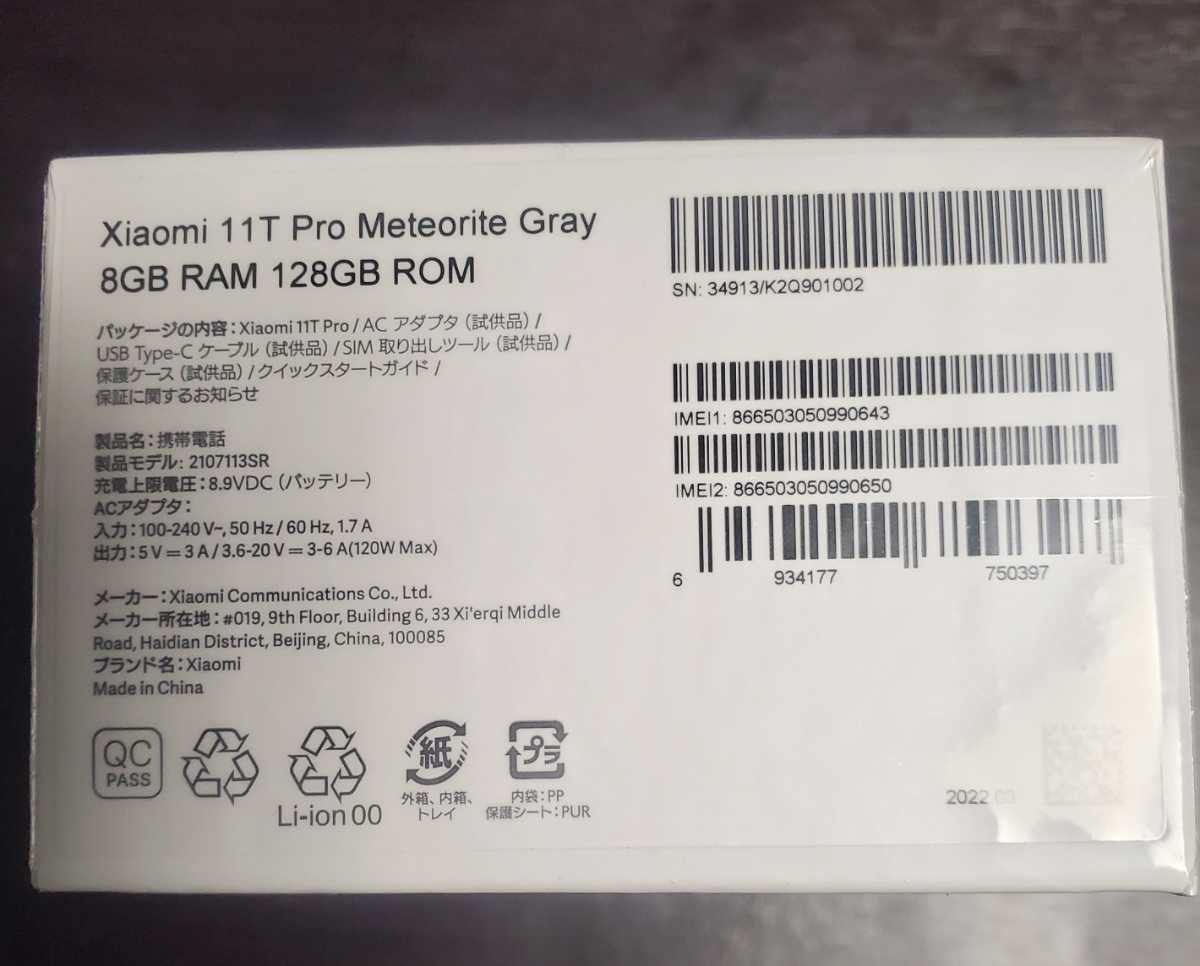 Xiaomi 11T Pro Meteorite Gray
8GB RAM 128GB ROM
パッケージの内容：Xiaomi 11T Pro / AC アダプタ（試供品）/
USB Type-C ケーブル（試供品）/ SIM 取り出しツール（試供品）/
保護ケース（試供品）/ クイックスタートガイド /
保証に関するお知らせ
製品名：携帯電話
製品モデル: 2107113SR
充電上限電圧：8.9VDC（バッテリー）
ACアダプタ：
入力：100-240 V~, 50 Hz / 60 Hz, 1.7 A
出力：5 V = 3 A / 3.6-20 V = 3-6 A(120W Max)
メーカー：Xiaomi Communications Co., Ltd.
メーカー所在地：#019, 9th Floor, Building 6, 33 Xi'erqi Middle
Road, Haidian District, Beijing, China, 100085
ブランド名：Xiaomi
Made in China
QC
PASS
Li-ion 00
紙
外箱、内箱、
トレイ
プラ
内袋：PP
保護シート：PUR
SN: 34913/K2Q901002
IMEI1: 866503050990643
IMEI2: 866503050990650
6 934177 750397
2022.03